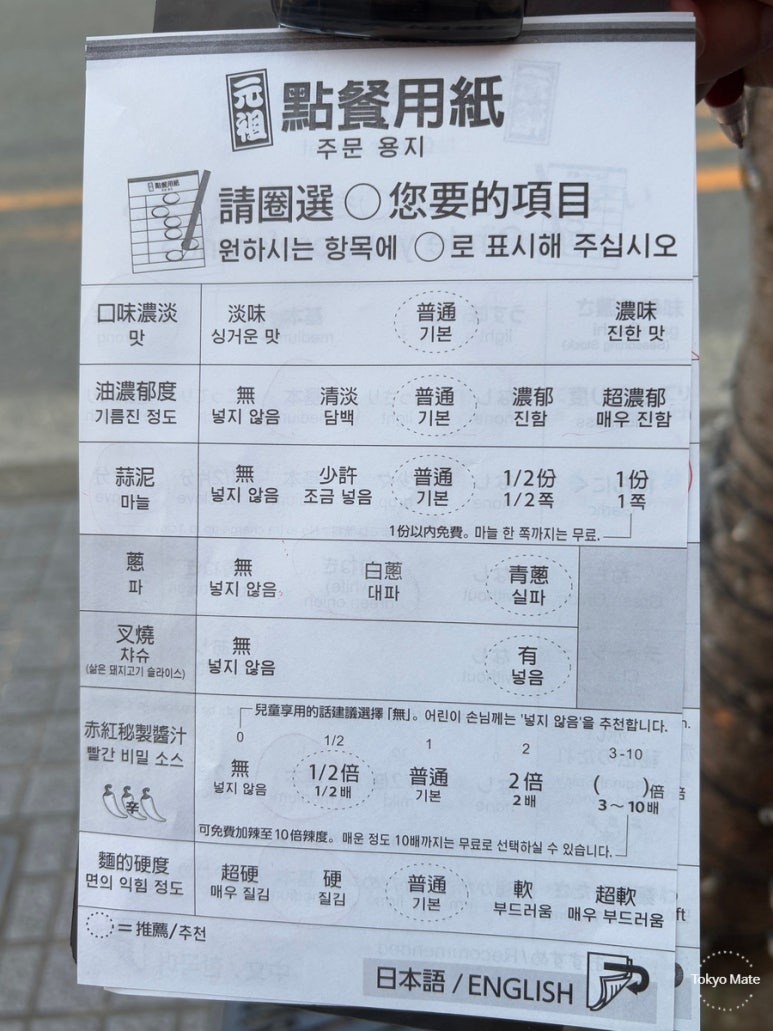 元祖 點餐用紙
주문 용지
點餐用紙
請圈選 ○ 您要的項目
원하시는 항목에 ○로 표시해 주십시오
口味濃淡 淡味 普通 濃味
맛 싱거운 맛 기본 진한 맛
油濃郁度 無 清淡 普通 濃郁 超濃郁
기름진 정도 넣지 않음 담백 기본 진함 매우 진함
蒜泥 無 少許 普通 1/2份 1份
마늘 넣지 않음 조금 넣음 기본 1/2쪽 1쪽
1份以內免費。마늘 한 쪽까지는 무료.
蔥 無 白蔥 青蔥
파 넣지 않음 대파 실파
叉燒 無 有
챠슈 넣지 않음 넣음
(삶은 돼지고기 슬라이스)
兒童享用的話建議選擇「無」。어린이 손님께는 '넣지 않음'을 추천합니다.
0 1/2 1 2 3-10
赤紅秘製醬汁 無 1/2倍 普通 2倍 ( )倍
빨간 비밀 소스 넣지 않음 1/2배 기본 2배 3～10배
辛
可免費加辣至10倍辣度。매운 정도 10배까지는 무료로 선택하실 수 있습니다.
麵的硬度 超硬 硬 普通 軟 超軟
면의 익힘 정도 매우 질김 질김 기본 부드러움 매우 부드러움
=推薦/추천
日本語 / ENGLISH
Tokyo Mate